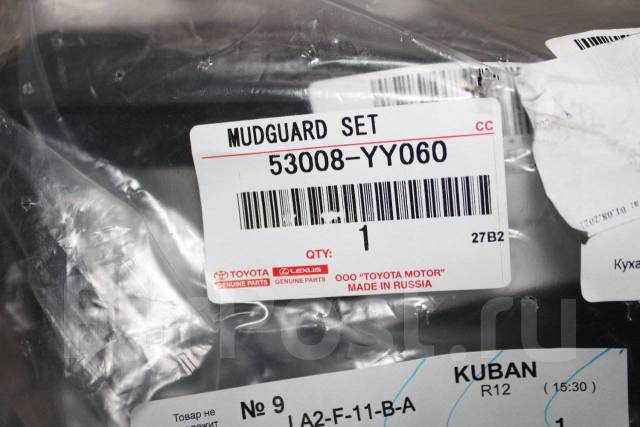 MUDGUARD SET
CC
53008-YY060
1
27B2
QTY:
TOYOTA
GENUINE PARTS
LEXUS
GENUINE PARTS
ООО "TOYOTA MOTOR"
MADE IN RUSSIA
Куха
KUBAN
R12 (15:30)
№ 9
Товар не
LA2-F-11-B-A
1